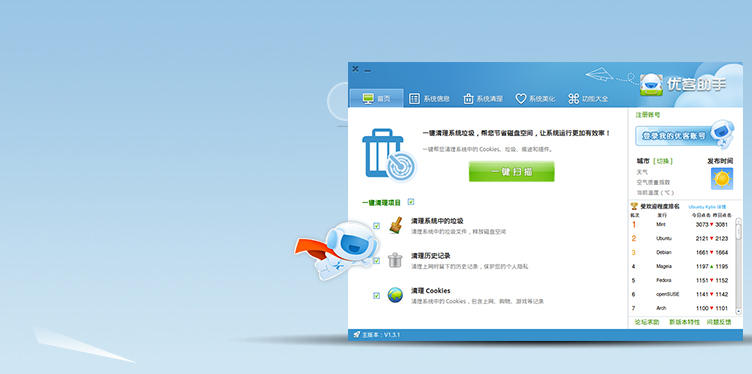 优客助手
首页
系统信息
系统清理
系统美化
功能大全
一键清理系统垃圾，帮您节省磁盘空间，让系统运行更加有效率！
一键帮您清理系统中的 Cookies、垃圾、痕迹和插件。
一键扫描
一键清理项目
清理系统中的垃圾
清理系统中的垃圾文件，释放磁盘空间
清理历史记录
清理上网时留下的历史记录，保护您的个人隐私
清理 Cookies
清理系统中的 Cookies，包含上网、购物、游戏等记录
注册账号
登录我的优客账号
城市 [切换] 发布时间
天气
空气质量指数
当前温度（℃）
受欢迎程度排名 Ubuntu Kylin 详情
名次 发行 今日点击 昨日点击
1 Mint 3073 3081
2 Ubuntu 2121 2123
3 Debian 1661 1664
4 Mageia 1197 1195
5 Fedora 1151 1152
6 openSUSE 1141 1142
7 Arch 1100 1101
论坛求助 新版本特性 问题反馈
主版本：V1.3.1